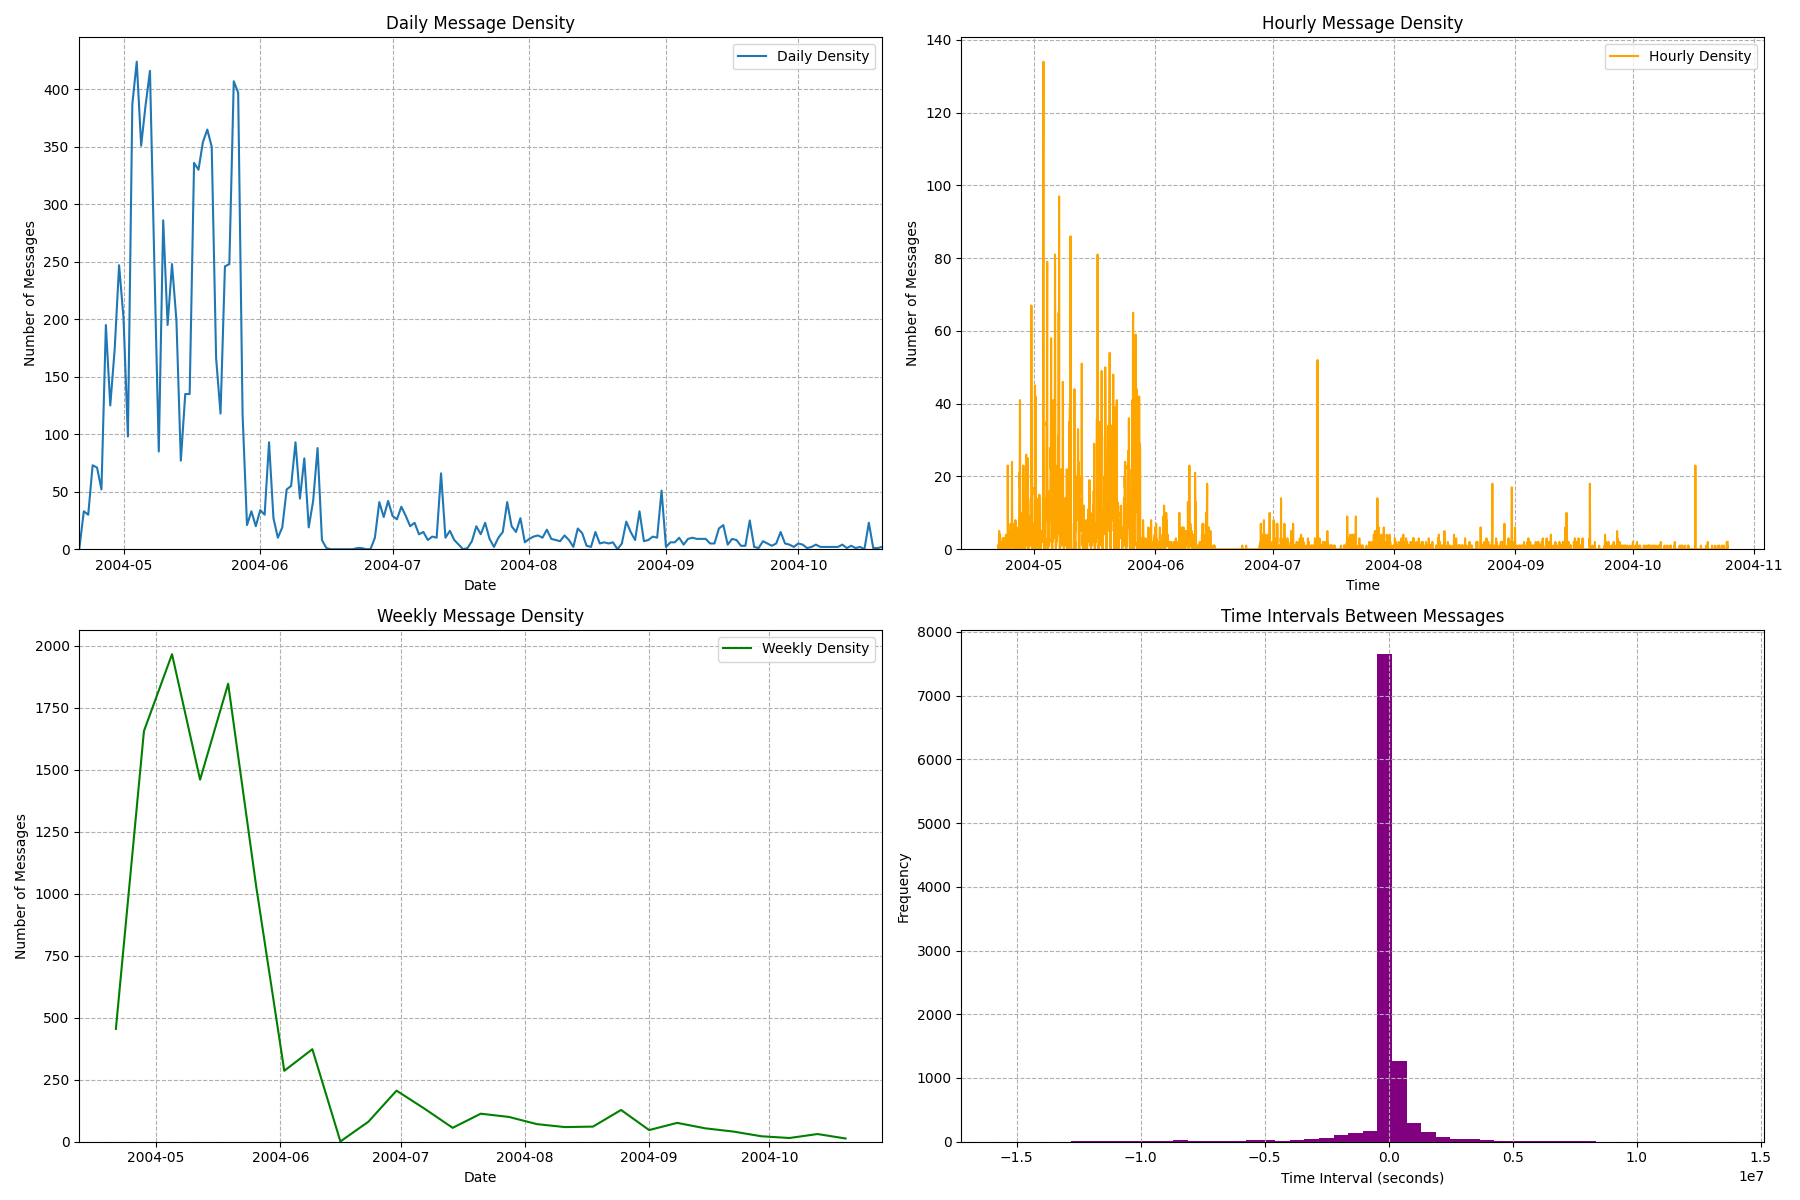 Daily Message Density
Daily Density
Number of Messages
400
350
300
250
200
150
100
50
0
2004-05 2004-06 2004-07 2004-08 2004-09 2004-10
Date
Hourly Message Density
Hourly Density
Number of Messages
140
120
100
80
60
40
20
0
2004-05 2004-06 2004-07 2004-08 2004-09 2004-10 2004-11
Time
Weekly Message Density
Weekly Density
Number of Messages
2000
1750
1500
1250
1000
750
500
250
0
2004-05 2004-06 2004-07 2004-08 2004-09 2004-10
Date
Time Intervals Between Messages
Frequency
8000
7000
6000
5000
4000
3000
2000
1000
0
−1.5 −1.0 −0.5 0.0 0.5 1.0 1.5
1e7
Time Interval (seconds)